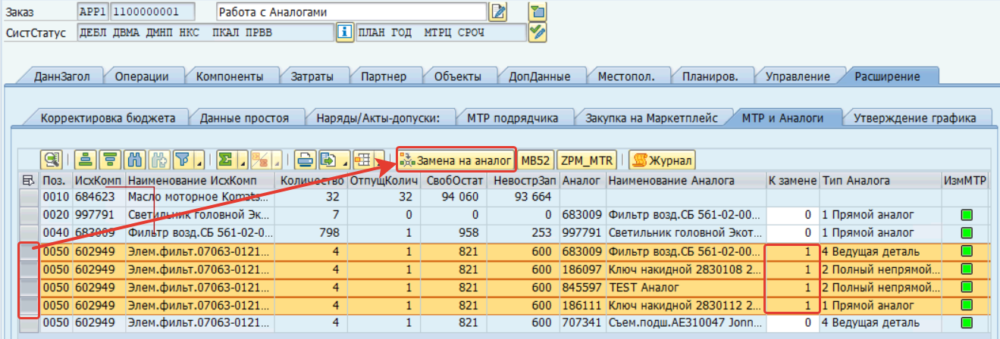 Заказ APP1 1100000001 Работа с Аналогами
СистСтатус ДЕБЛ ДВМА ДМНП НКС ПКАЛ ПРВВ ПЛАН ГОД МТРЦ СРОЧ
ДаннЗагол Операции Компоненты Затраты Партнер Объекты ДопДанные Местопол. Планиров. Управление Расширение
Корректировка бюджета Данные простоя Наряды/Акты-допуски: МТР подрядчика Закупка на Маркетплейс МТР и Аналоги Утверждение графика
Замена на аналог MB52 ZPM_MTR Журнал
Поз. ИсхКомп Наименование ИсхКомп Количество ОтпущКолич СвобОстат НевострЗап Аналог Наименование Аналога К замене Тип Аналога ИзмМТР
0010 684623 Масло моторное Komats... 32 32 94 060 93 664
0020 997791 Светильник головной Эк... 7 0 0 0 683009 Фильтр возд.СБ 561-02-00... 0 1 Прямой аналог
0040 683009 Фильтр возд.СБ 561-02-0... 798 1 958 253 997791 Светильник головной Экот... 0 1 Прямой аналог
0050 602949 Элем.фильт.07063-0121... 4 1 821 600 683009 Фильтр возд.СБ 561-02-00... 1 4 Ведущая деталь
0050 602949 Элем.фильт.07063-0121... 4 1 821 600 186097 Ключ накидной 2830108 2... 1 2 Полный непрямой...
0050 602949 Элем.фильт.07063-0121... 4 1 821 600 845597 TEST Аналог 1 2 Полный непрямой...
0050 602949 Элем.фильт.07063-0121... 4 1 821 600 186111 Ключ накидной 2830112 2... 1 1 Прямой аналог
0050 602949 Элем.фильт.07063-0121... 4 1 821 600 707341 Съем.подш.AE310047 Jonn... 0 4 Ведущая деталь